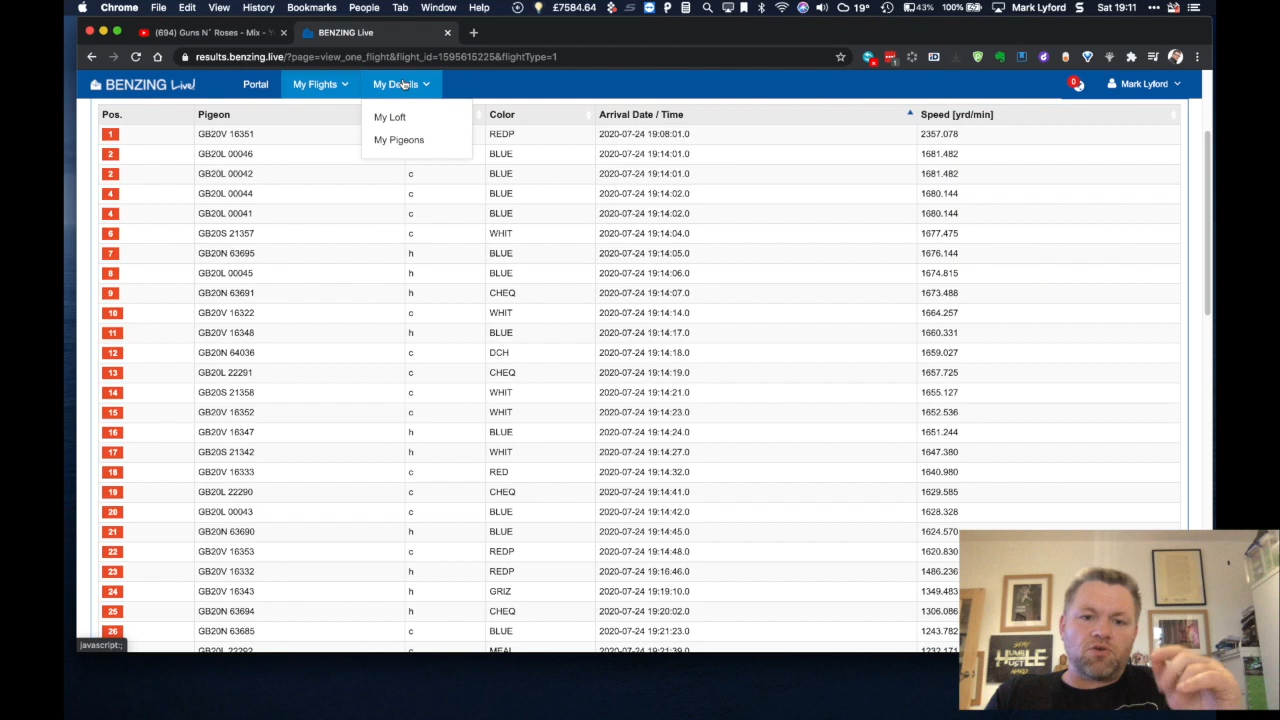 Chrome File Edit View History Bookmarks People Tab Window Help £7584.64 19° 43% 100% Mark Lyford Sat 19:11
(694) Guns N' Roses - Mix - BENZING Live
results.benzing.live/?page=view_one_flight&flight_id=1595615225&flightType=1
BENZING Live! Portal My Flights My Details 0 Mark Lyford
My Loft
My Pigeons
Pos. Pigeon Color Arrival Date / Time Speed [yrd/min]
1 GB20V 16351 REDP 2020-07-24 19:08:01.0 2357.078
2 GB20L 00046 BLUE 2020-07-24 19:14:01.0 1681.482
2 GB20L 00042 c BLUE 2020-07-24 19:14:01.0 1681.482
4 GB20L 00044 c BLUE 2020-07-24 19:14:02.0 1680.144
4 GB20L 00041 c BLUE 2020-07-24 19:14:02.0 1680.144
6 GB20S 21357 c WHIT 2020-07-24 19:14:04.0 1677.475
7 GB20N 63695 h BLUE 2020-07-24 19:14:05.0 1676.144
8 GB20L 00045 h BLUE 2020-07-24 19:14:06.0 1674.815
9 GB20N 63691 h CHEQ 2020-07-24 19:14:07.0 1673.488
10 GB20V 16322 c WHIT 2020-07-24 19:14:14.0 1664.257
11 GB20V 16348 h BLUE 2020-07-24 19:14:17.0 1660.331
12 GB20N 64036 c DCH 2020-07-24 19:14:18.0 1659.027
13 GB20L 22291 c CHEQ 2020-07-24 19:14:19.0 1657.725
14 GB20S 21358 c WHIT 2020-07-24 19:14:21.0 1655.127
15 GB20V 16352 c WHIT 2020-07-24 19:14:23.0 1652.536
16 GB20V 16347 h BLUE 2020-07-24 19:14:24.0 1651.244
17 GB20S 21342 h WHIT 2020-07-24 19:14:27.0 1647.380
18 GB20V 16333 c RED 2020-07-24 19:14:32.0 1640.980
19 GB20L 22290 c CHEQ 2020-07-24 19:14:41.0 1629.585
20 GB20L 00043 c BLUE 2020-07-24 19:14:42.0 1628.328
21 GB20N 63690 h BLUE 2020-07-24 19:14:45.0 1624.570
22 GB20V 16353 c REDP 2020-07-24 19:14:48.0 1620.830
23 GB20V 16332 h REDP 2020-07-24 19:16:46.0 1486.236
24 GB20V 16343 h GRIZ 2020-07-24 19:19:10.0 1349.483
25 GB20N 63694 h CHEQ 2020-07-24 19:20:02.0 1306.086
26 GB20N 63685 c BLUE 2020-07-24 19:21:23.0 1243.782
GB20L 22292 c MEAL 2020-07-24 19:21:39.0 1232.171
javascript:;
STAY
HUMBLE
HUSTLE
HARD